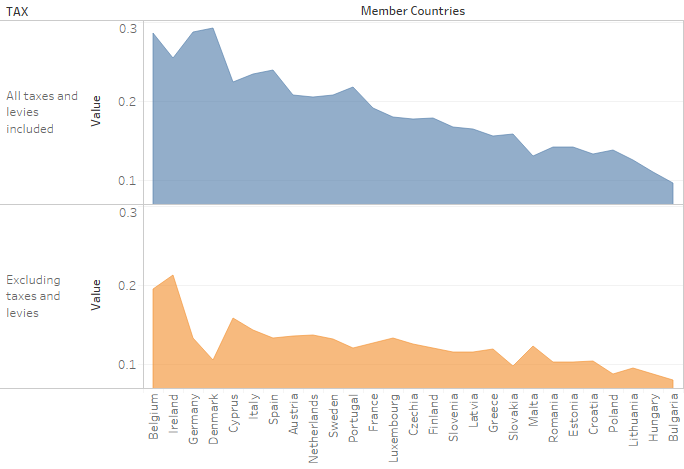 TAX
Member Countries
All taxes and
levies
included
Value
0.3
0.2
0.1
Excluding
taxes and
levies
Value
0.3
0.2
0.1
Belgium
Ireland
Germany
Denmark
Cyprus
Italy
Spain
Austria
Netherlands
Sweden
Portugal
France
Luxembourg
Czechia
Finland
Slovenia
Latvia
Greece
Slovakia
Malta
Romania
Estonia
Croatia
Poland
Lithuania
Hungary
Bulgaria